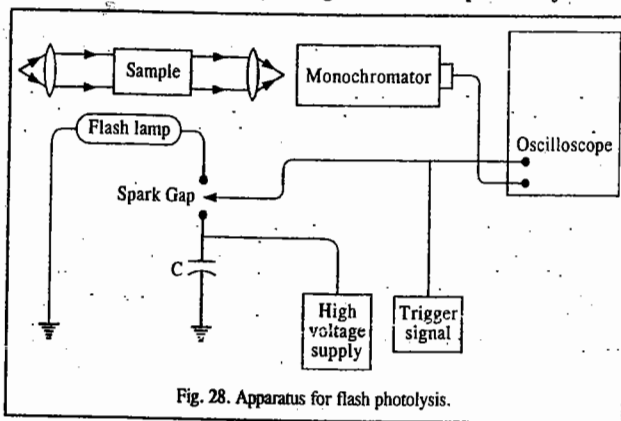 Sample
Monochromator
Flash lamp
Oscilloscope
Spark Gap
C
High
voltage
supply
Trigger
signal
Fig. 28. Apparatus for flash photolysis.